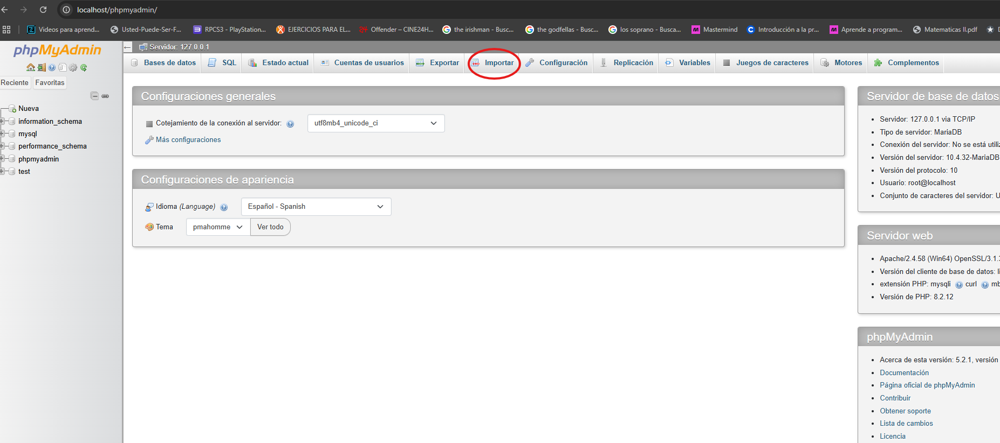 localhost/phpmyadmin/
Videos para aprend...
Usted-Puede-Ser-F...
RPCS3 - PlayStation...
EJERCICIOS PARA EL...
Offender – CINE24H...
the irishman - Busc...
the godfellas - Busc...
los soprano - Busca...
Mastermind
Introducción a la pr...
Aprende a program...
Matematicas II.pdf
phpMyAdmin
Reciente
Favoritas
Nueva
information_schema
mysql
performance_schema
phpmyadmin
test
Servidor: 127.0.0.1
Bases de datos
SQL
Estado actual
Cuentas de usuarios
Exportar
Importar
Configuración
Replicación
Variables
Juegos de caracteres
Motores
Complementos
Configuraciones generales
Cotejamiento de la conexión al servidor:
utf8mb4_unicode_ci
Más configuraciones
Configuraciones de apariencia
Idioma (Language)
Español - Spanish
Tema
pmahomme
Ver todo
Servidor de base de datos
Servidor: 127.0.0.1 via TCP/IP
Tipo de servidor: MariaDB
Conexión del servidor: No se está utiliz
Versión del servidor: 10.4.32-MariaDB
Versión del protocolo: 10
Usuario: root@localhost
Conjunto de caracteres del servidor: U
Servidor web
Apache/2.4.58 (Win64) OpenSSL/3.1.3
Versión del cliente de base de datos: li
extensión PHP: mysqli curl mb
Versión de PHP: 8.2.12
phpMyAdmin
Acerca de esta versión: 5.2.1, versión
Documentación
Página oficial de phpMyAdmin
Contribuir
Obtener soporte
Lista de cambios
Licencia